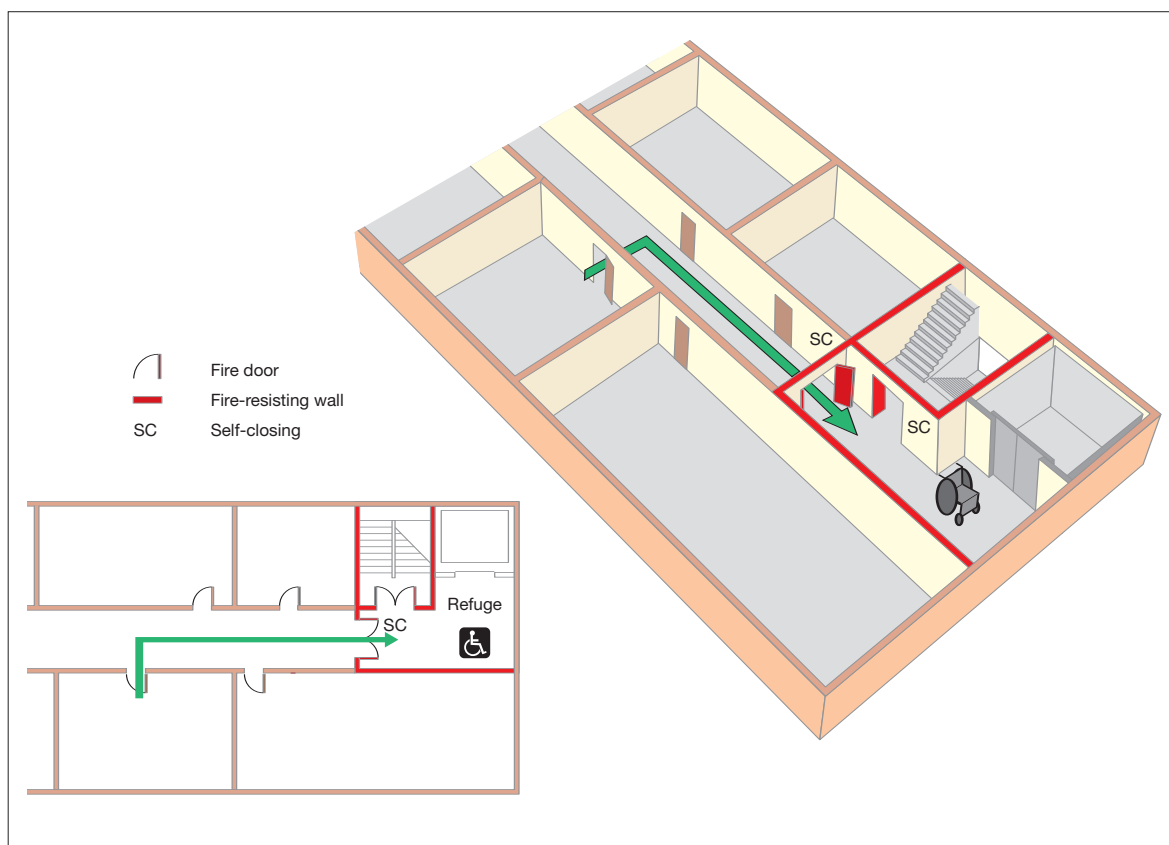 SC
SC
Fire door
Fire-resisting wall
SC
Self-closing
Refuge
SC